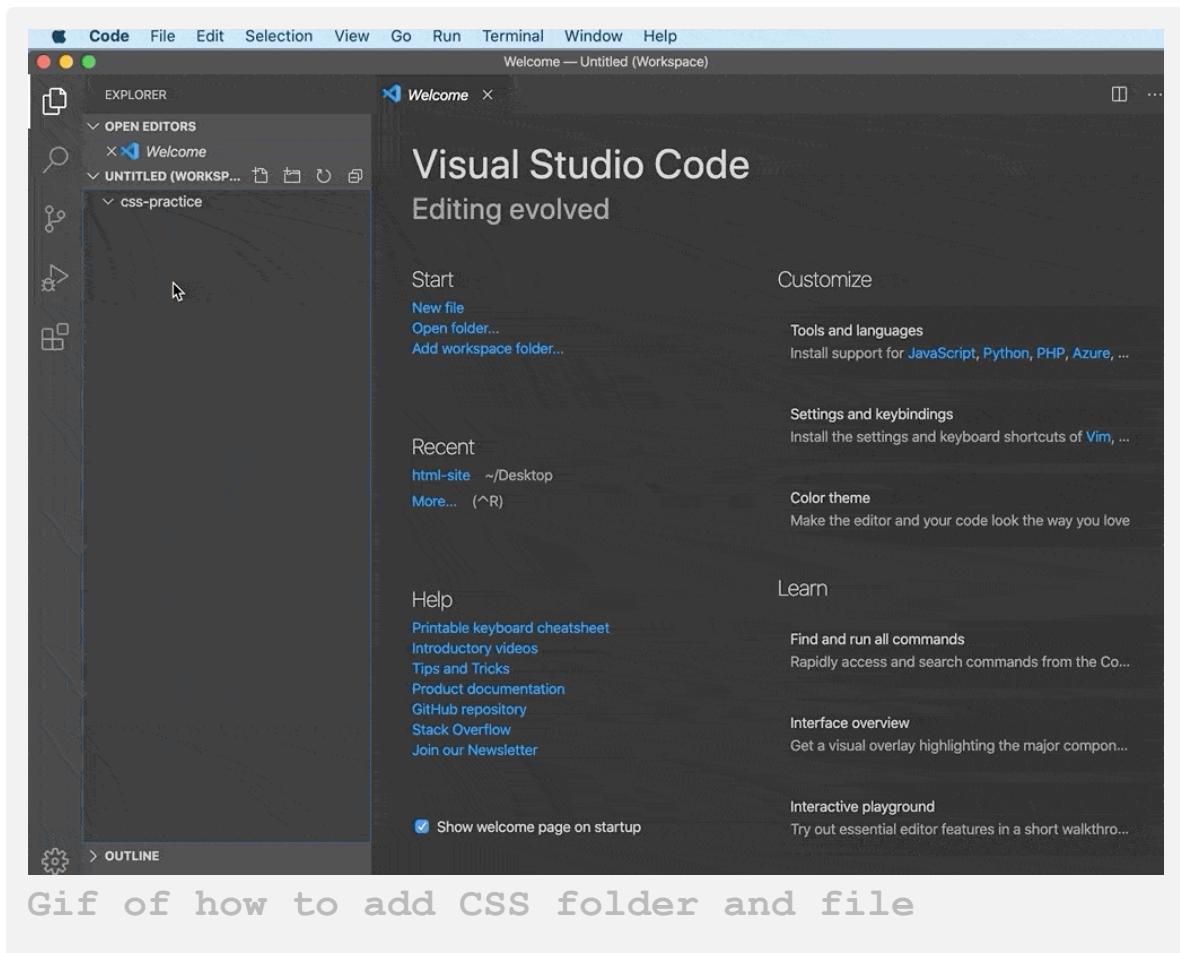 Code File Edit Selection View Go Run Terminal Window Help
Welcome — Untitled (Workspace)
EXPLORER
OPEN EDITORS
Welcome
UNTITLED (WORKSP...
css-practice
OUTLINE
Welcome
Visual Studio Code
Editing evolved
Start
New file
Open folder...
Add workspace folder...
Recent
html-site ~/Desktop
More... (^R)
Help
Printable keyboard cheatsheet
Introductory videos
Tips and Tricks
Product documentation
GitHub repository
Stack Overflow
Join our Newsletter
Show welcome page on startup
Customize
Tools and languages
Install support for JavaScript, Python, PHP, Azure, ...
Settings and keybindings
Install the settings and keyboard shortcuts of Vim, ...
Color theme
Make the editor and your code look the way you love
Learn
Find and run all commands
Rapidly access and search commands from the Co...
Interface overview
Get a visual overlay highlighting the major compon...
Interactive playground
Try out essential editor features in a short walkthro...
Gif of how to add CSS folder and file